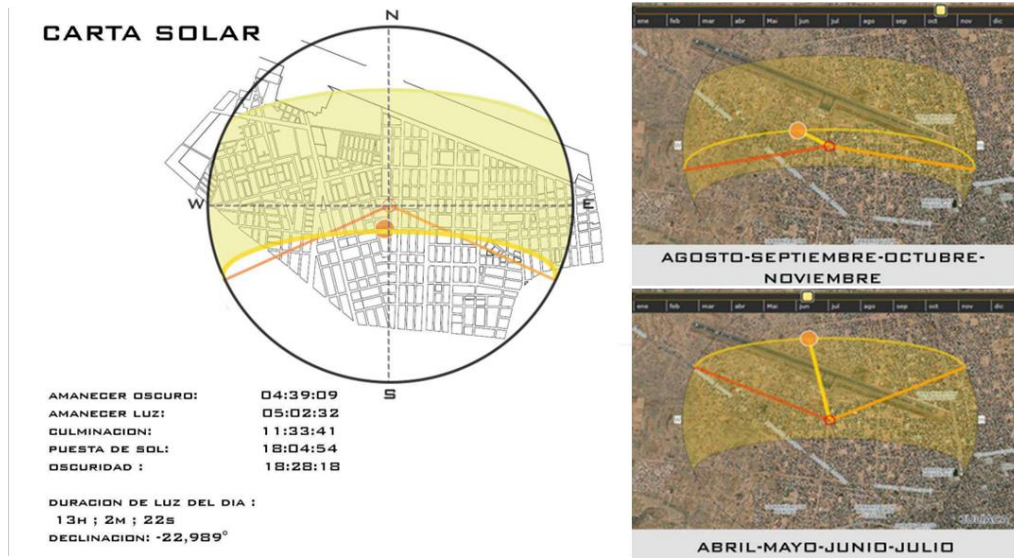 CARTA SOLAR
N
W
E
S
AMANECER OSCURO: 04:39:09
AMANECER LUZ: 05:02:32
CULMINACION: 11:33:41
PUESTA DE SOL: 18:04:54
OSCURIDAD : 18:28:18
DURACION DE LUZ DEL DIA :
13H ; 2M ; 22S
DECLINACION: -22,989°
ene feb mar abr Mai jun jul ago sep oct nov dic
AGOSTO-SEPTIEMBRE-OCTUBRE-
NOVIEMBRE
ene feb mar abr Mai jun jul ago sep oct nov dic
JULIACA
ABRIL-MAYO-JUNIO-JULIO